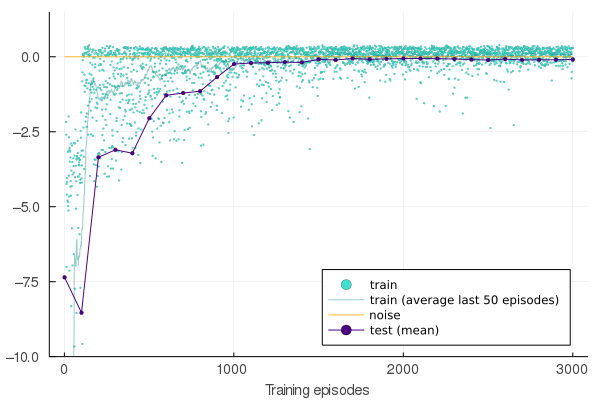 0.0
−2.5
−5.0
−7.5
−10.0
0
1000
2000
3000
Training episodes
train
train (average last 50 episodes)
noise
test (mean)